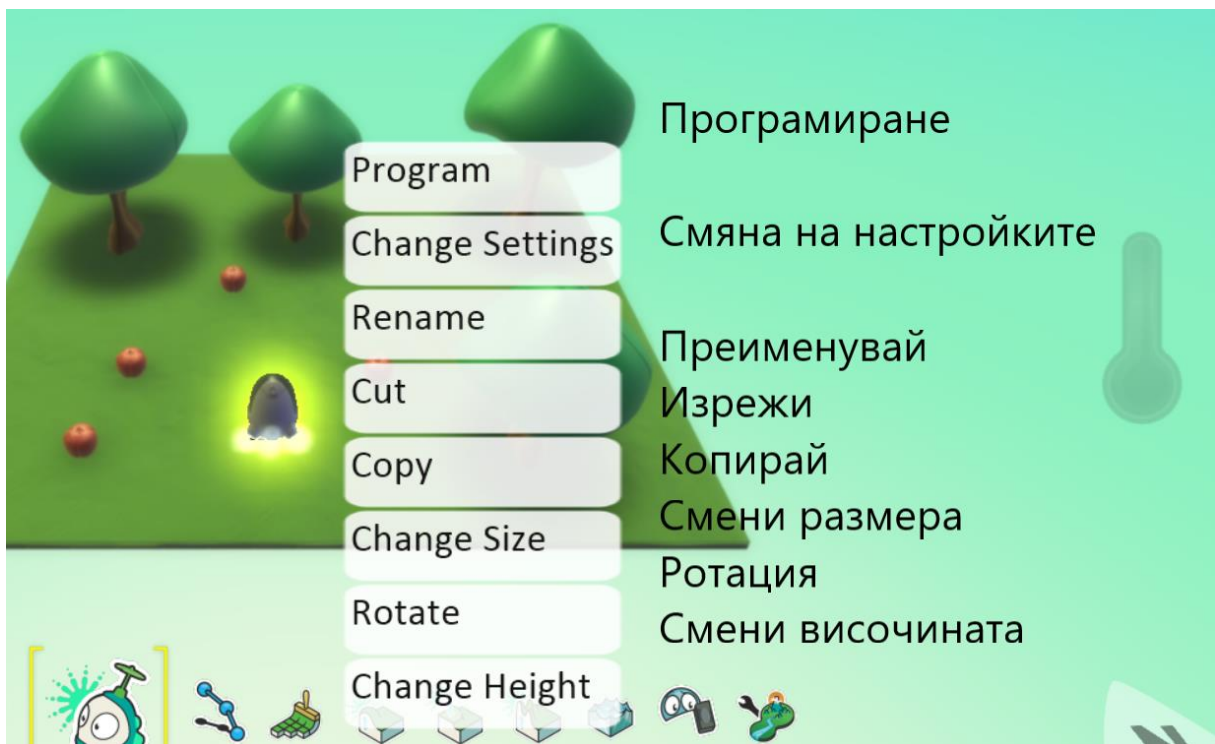 Program
Change Settings
Rename
Cut
Copy
Change Size
Rotate
Change Height
Програмиране
Смяна на настройките
Преименувай
Изрежи
Копирай
Смени размера
Ротация
Смени височината